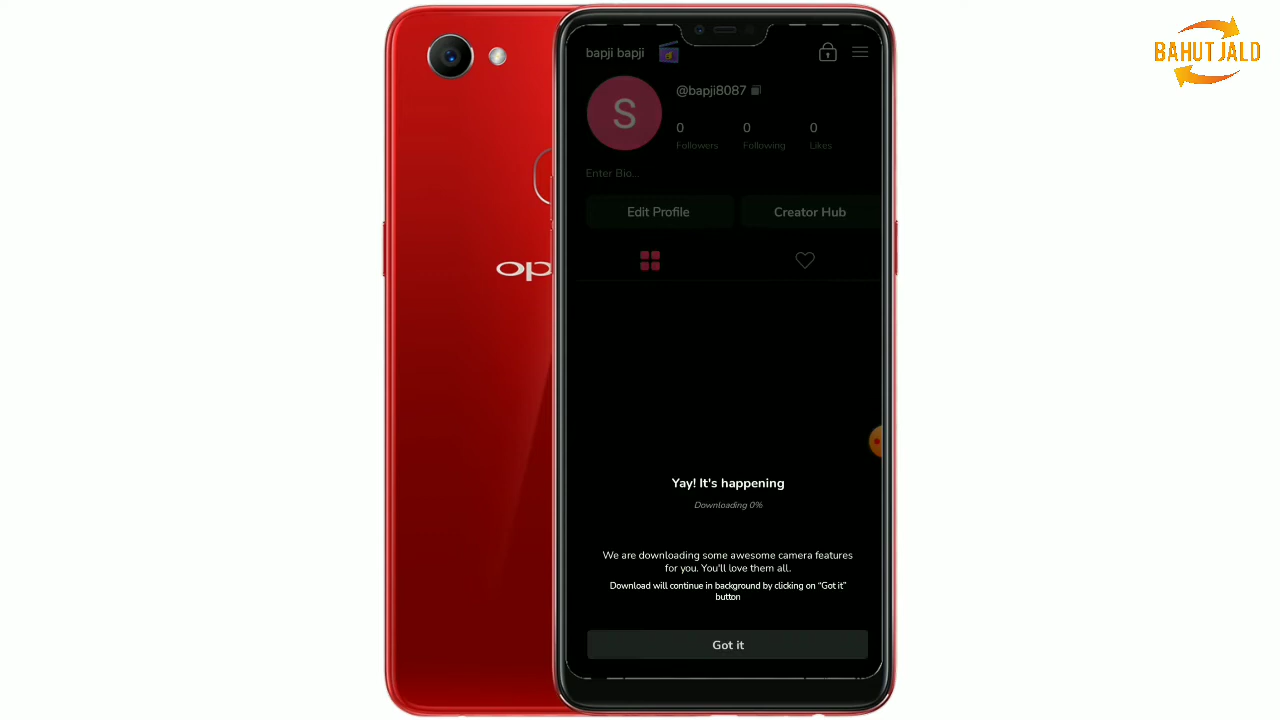 BAHUT JALD
bapji bapji
@bapji8087
S
0 0 0
Followers Following Likes
Enter Bio...
Edit Profile Creator Hub
op
Yay! It's happening
Downloading 0%
We are downloading some awesome camera features
for you. You'll love them all.
Download will continue in background by clicking on “Got it”
button
Got it